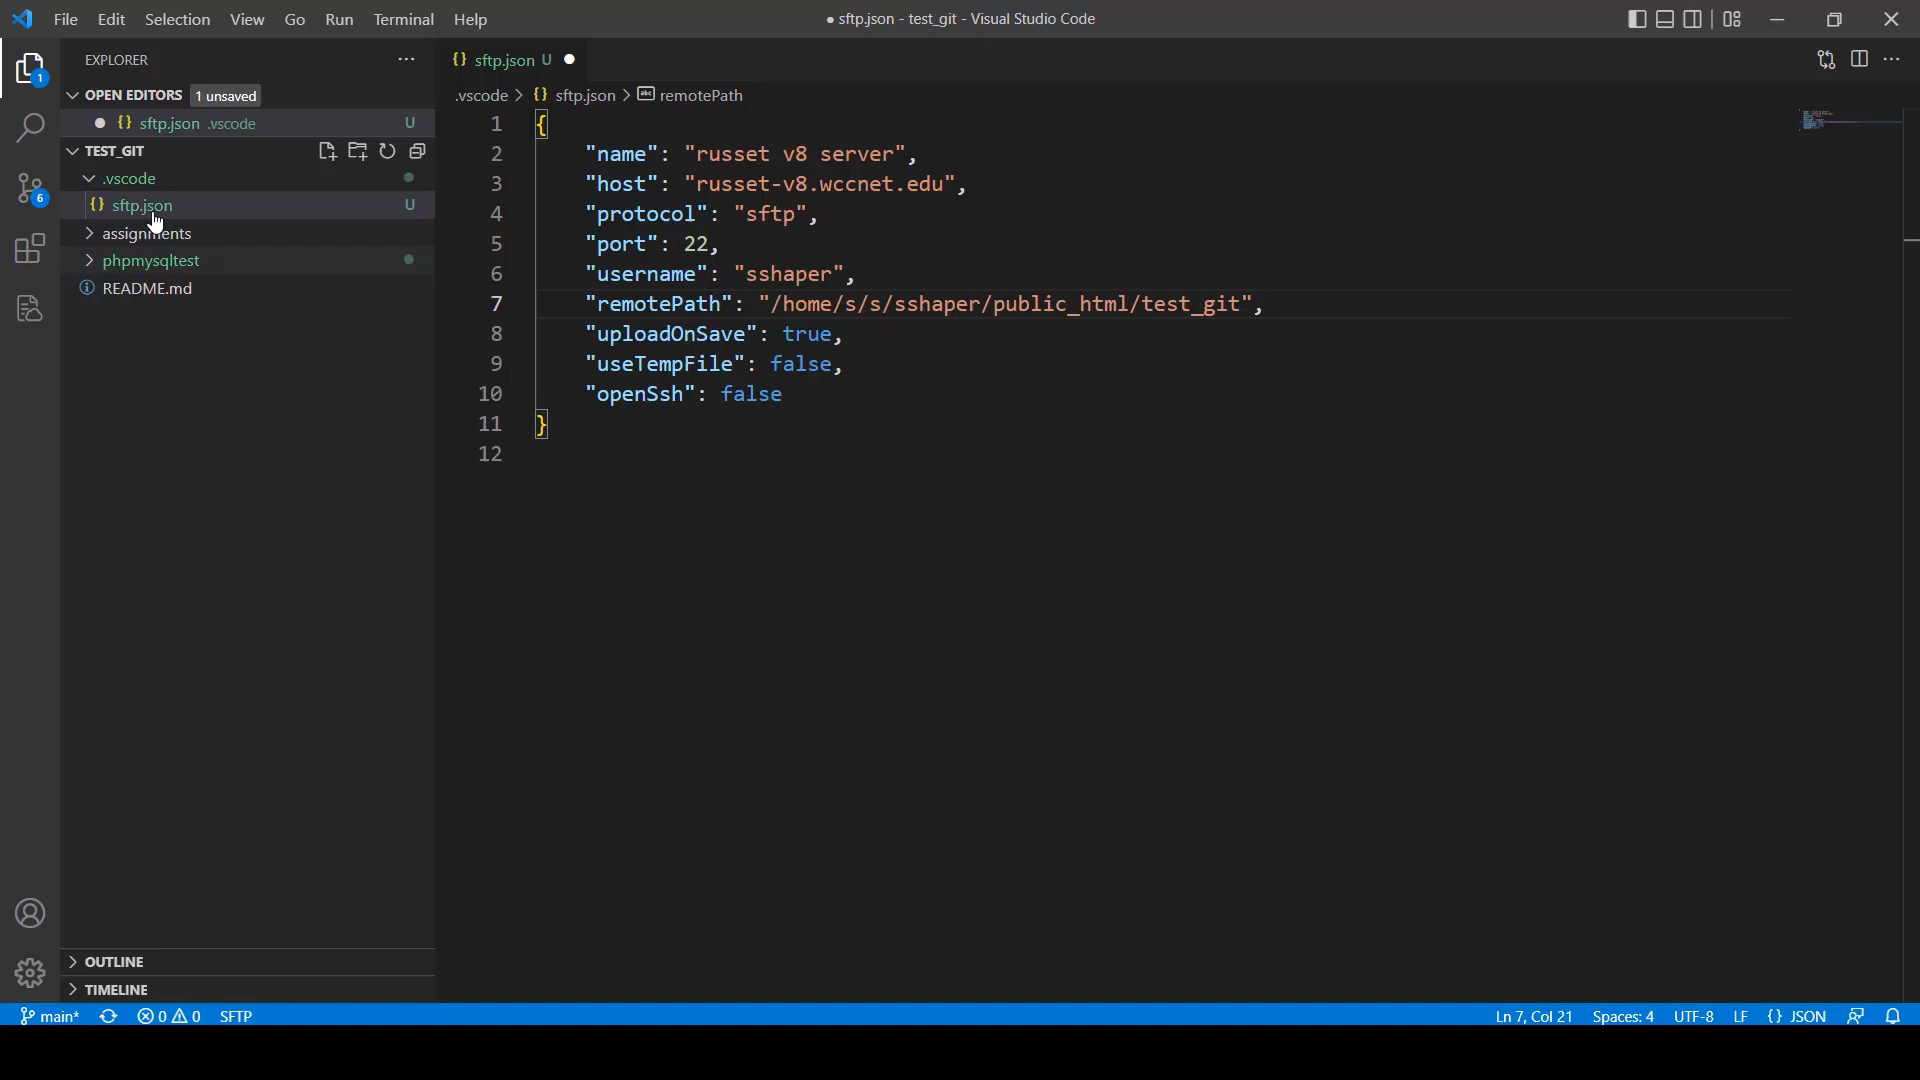 File Edit Selection View Go Run Terminal Help
● sftp.json - test_git - Visual Studio Code
EXPLORER
1
OPEN EDITORS 1 unsaved
sftp.json .vscode U
TEST_GIT
.vscode
sftp.json U
assignments
phpmysqltest
README.md
6
OUTLINE
TIMELINE
{} sftp.json U
.vscode > {} sftp.json > abc remotePath
1 {
2 "name": "russet v8 server",
3 "host": "russet-v8.wccnet.edu",
4 "protocol": "sftp",
5 "port": 22,
6 "username": "sshaper",
7 "remotePath": "/home/s/s/sshaper/public_html/test_git",
8 "uploadOnSave": true,
9 "useTempFile": false,
10 "openSsh": false
11 }
12
main* 0 0 SFTP
Ln 7, Col 21 Spaces: 4 UTF-8 LF {} JSON